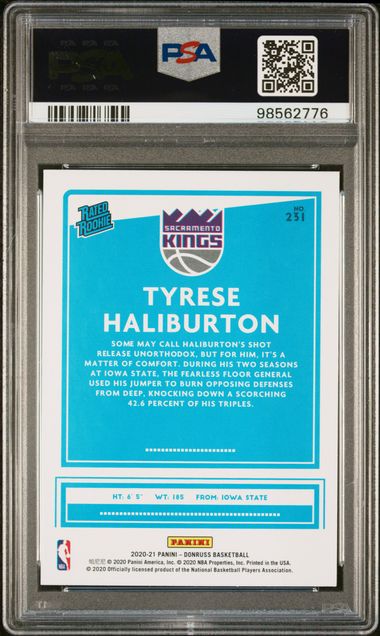 PSA
98562776
RATED
ROOKIE
NO.
231
SACRAMENTO
KINGS
TYRESE
HALIBURTON
SOME MAY CALL HALIBURTON'S SHOT
RELEASE UNORTHODOX, BUT FOR HIM, IT'S A
MATTER OF COMFORT. DURING HIS TWO SEASONS
AT IOWA STATE, THE FEARLESS FLOOR GENERAL
USED HIS JUMPER TO BURN OPPOSING DEFENSES
FROM DEEP, KNOCKING DOWN A SCORCHING
42.6 PERCENT OF HIS TRIPLES.
HT: 6' 5" WT: 185 FROM: IOWA STATE
PANINI
2020-21 PANINI - DONRUSS BASKETBALL
帕尼尼 © 2020 Panini America, Inc. © 2020 NBA Properties, Inc. Printed in the USA.
© 2020 Officially licensed product of the National Basketball Players Association.